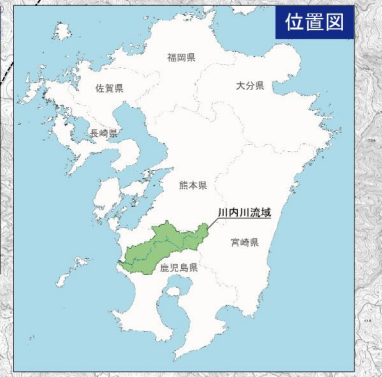 位置図
福岡県
佐賀県
大分県
長崎県
熊本県
川内川流域
宮崎県
鹿児島県